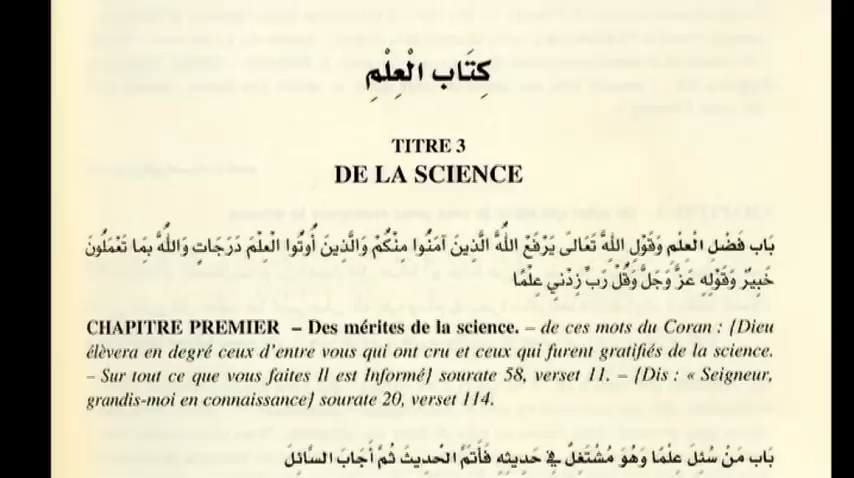 كِتَاب الْعِلْمِ
TITRE 3
DE LA SCIENCE
بَاب فَضْلِ الْعِلْمِ وَقَوْلِ اللَّهِ تَعَالَى يَرْفَعِ اللَّهُ الَّذِينَ آمَنُوا مِنْكُمْ وَالَّذِينَ أُوتُوا الْعِلْمَ دَرَجَاتٍ وَاللَّهُ بِمَا تَعْمَلُونَ
خَبِيرٌ وَقَوْلِهِ عَزَّ وَجَلَّ وَقُلْ رَبِّ زِدْنِي عِلْمًا
CHAPITRE PREMIER – Des mérites de la science. – de ces mots du Coran : {Dieu
élèvera en degré ceux d'entre vous qui ont cru et ceux qui furent gratifiés de la science.
– Sur tout ce que vous faites Il est Informé} sourate 58, verset 11. – {Dis : « Seigneur,
grandis-moi en connaissance} sourate 20, verset 114.
بَاب مَنْ سُئِلَ عِلْمًا وَهُوَ مُشْتَغِلٌ فِي حَدِيثِهِ فَأَتَمَّ الْحَدِيثَ ثُمَّ أَجَابَ السَّائِلَ